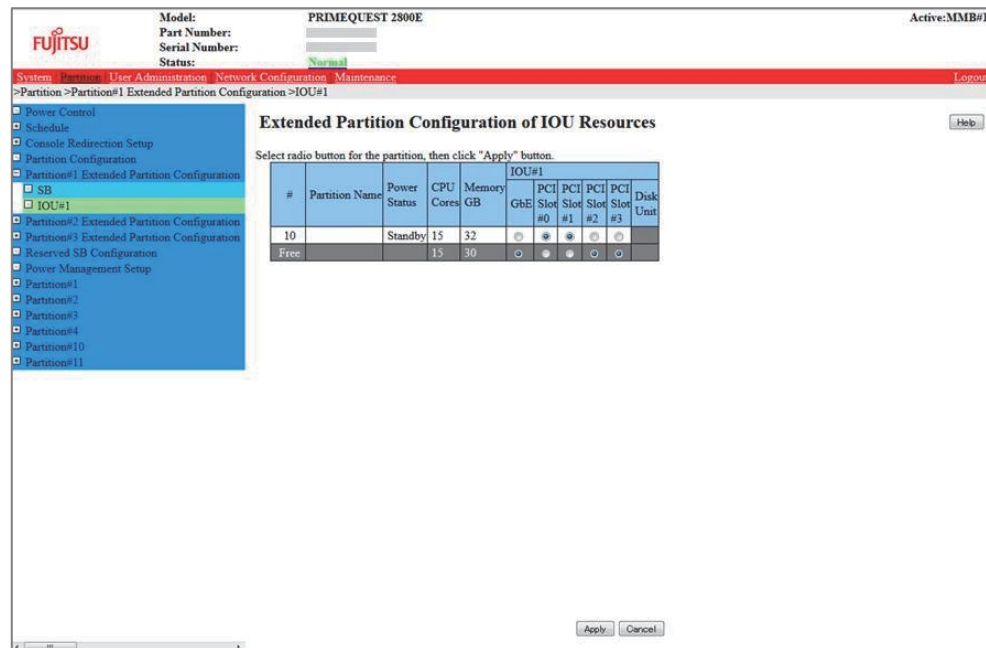 FUJITSU
Model: PRIMEQUEST 2800E
Part Number:
Serial Number:
Status: Normal
Active:MMB#1
System Partition User Administration Network Configuration Maintenance Logout
>Partition >Partition#1 Extended Partition Configuration >IOU#1
Power Control
Schedule
Console Redirection Setup
Partition Configuration
Partition#1 Extended Partition Configuration
SB
IOU#1
Partition#2 Extended Partition Configuration
Partition#3 Extended Partition Configuration
Reserved SB Configuration
Power Management Setup
Partition#1
Partition#2
Partition#3
Partition#4
Partition#10
Partition#11
Extended Partition Configuration of IOU Resources
Help
Select radio button for the partition, then click "Apply" button.
IOU#1
# Partition Name Power Status CPU Cores Memory GB GbE PCI Slot #0 PCI Slot #1 PCI Slot #2 PCI Slot #3 Disk Unit
10 Standby 15 32
Free 15 30
Apply Cancel